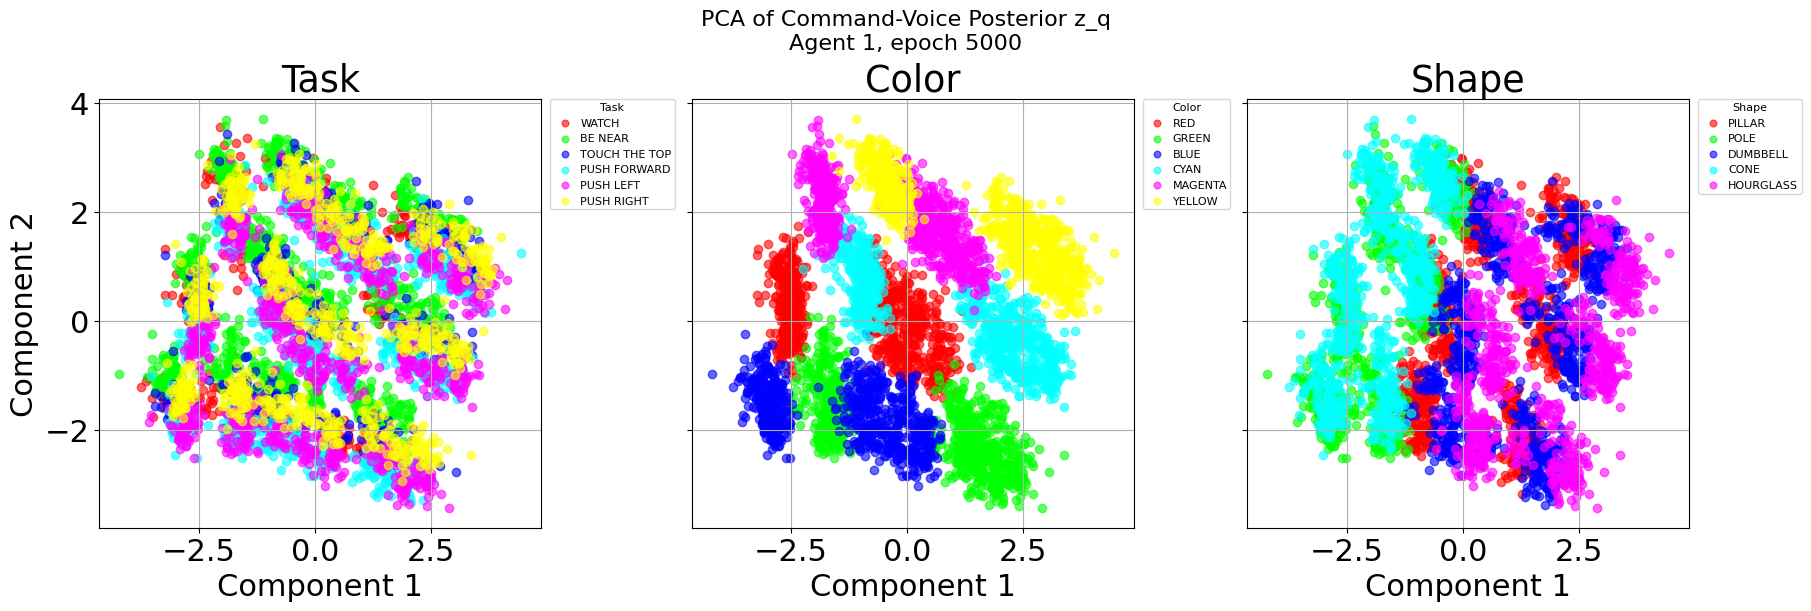 PCA of Command-Voice Posterior z_q
Agent 1, epoch 5000
Task
Color
Shape
Component 2
4
2
0
−2
−2.5 0.0 2.5
Component 1
Task
WATCH
BE NEAR
TOUCH THE TOP
PUSH FORWARD
PUSH LEFT
PUSH RIGHT
−2.5 0.0 2.5
Component 1
Color
RED
GREEN
BLUE
CYAN
MAGENTA
YELLOW
−2.5 0.0 2.5
Component 1
Shape
PILLAR
POLE
DUMBBELL
CONE
HOURGLASS